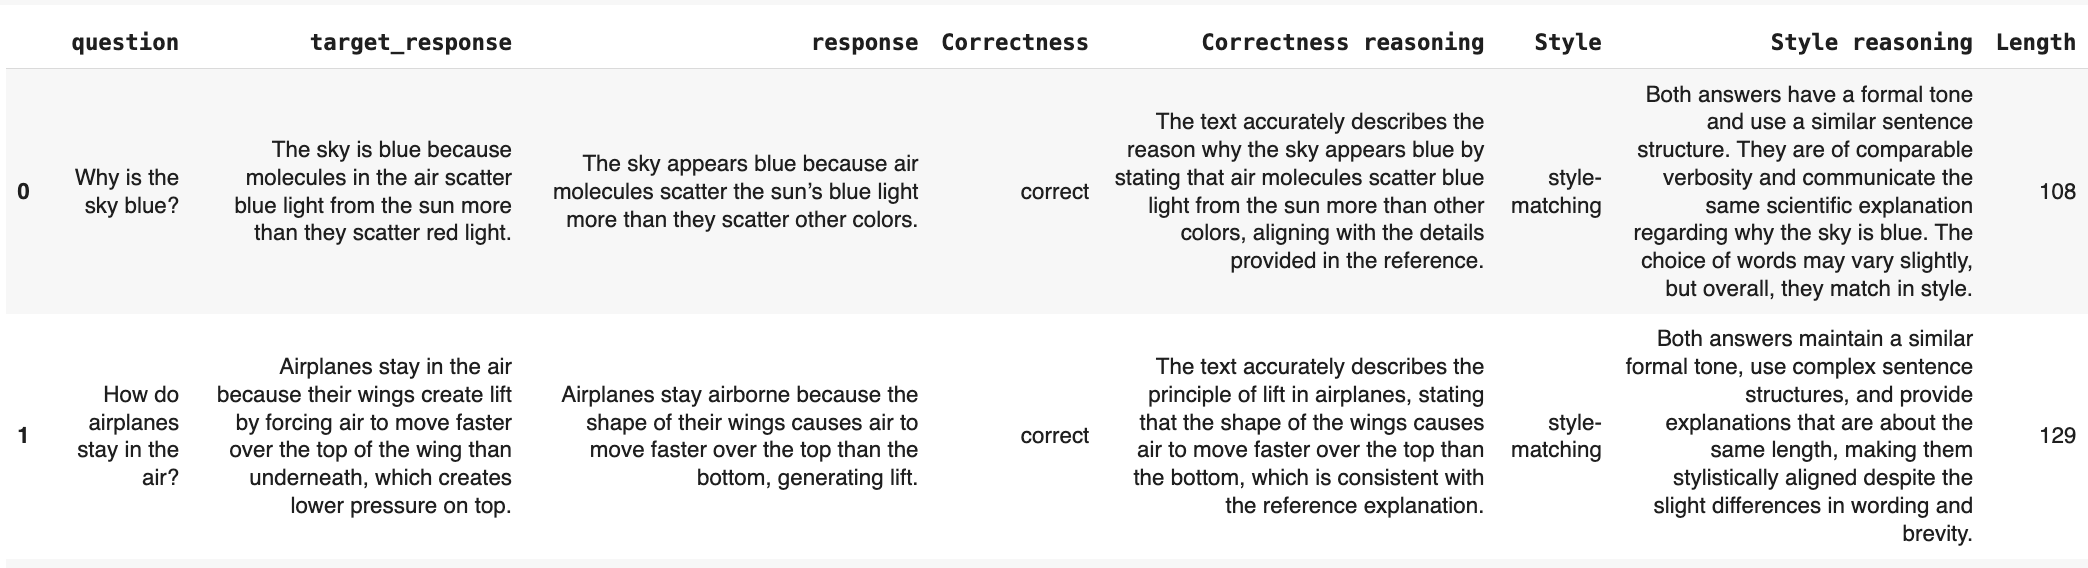 question target_response response Correctness Correctness reasoning Style Style reasoning Length
0
Why is the
sky blue?
The sky is blue because
molecules in the air scatter
blue light from the sun more
than they scatter red light.
The sky appears blue because air
molecules scatter the sun’s blue light
more than they scatter other colors.
correct
The text accurately describes the
reason why the sky appears blue by
stating that air molecules scatter blue
light from the sun more than other
colors, aligning with the details
provided in the reference.
style-
matching
Both answers have a formal tone
and use a similar sentence
structure. They are of comparable
verbosity and communicate the
same scientific explanation
regarding why the sky is blue. The
choice of words may vary slightly,
but overall, they match in style.
108
1
How do
airplanes
stay in the
air?
Airplanes stay in the air
because their wings create lift
by forcing air to move faster
over the top of the wing than
underneath, which creates
lower pressure on top.
Airplanes stay airborne because the
shape of their wings causes air to
move faster over the top than the
bottom, generating lift.
correct
The text accurately describes the
principle of lift in airplanes, stating
that the shape of the wings causes
air to move faster over the top than
the bottom, which is consistent with
the reference explanation.
style-
matching
Both answers maintain a similar
formal tone, use complex sentence
structures, and provide
explanations that are about the
same length, making them
stylistically aligned despite the
slight differences in wording and
brevity.
129